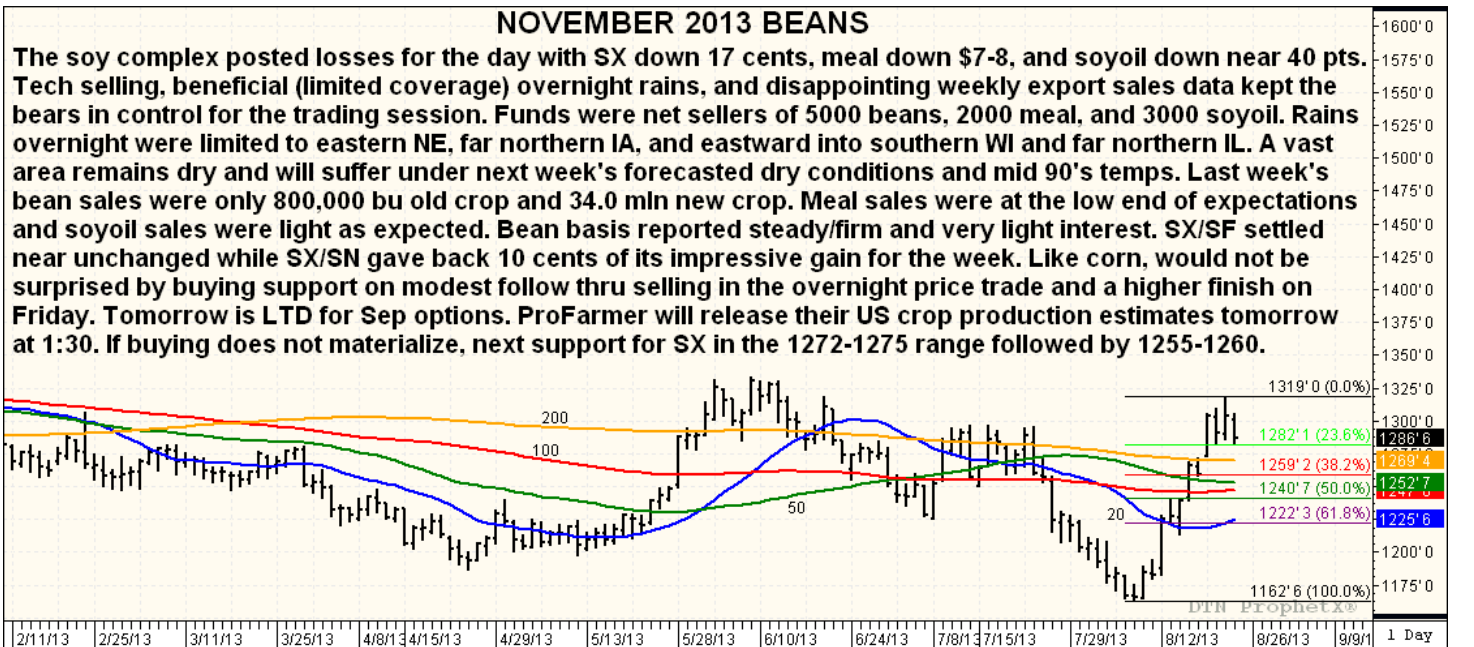 NOVEMBER 2013 BEANS
The soy complex posted losses for the day with SX down 17 cents, meal down $7-8, and soyoil down near 40 pts.
Tech selling, beneficial (limited coverage) overnight rains, and disappointing weekly export sales data kept the
bears in control for the trading session. Funds were net sellers of 5000 beans, 2000 meal, and 3000 soyoil. Rains
overnight were limited to eastern NE, far northern IA, and eastward into southern WI and far northern IL. A vast
area remains dry and will suffer under next week's forecasted dry conditions and mid 90's temps. Last week's
bean sales were only 800,000 bu old crop and 34.0 mln new crop. Meal sales were at the low end of expectations
and soyoil sales were light as expected. Bean basis reported steady/firm and very light interest. SX/SF settled
near unchanged while SX/SN gave back 10 cents of its impressive gain for the week. Like corn, would not be
surprised by buying support on modest follow thru selling in the overnight price trade and a higher finish on
Friday. Tomorrow is LTD for Sep options. ProFarmer will release their US crop production estimates tomorrow
at 1:30. If buying does not materialize, next support for SX in the 1272-1275 range followed by 1255-1260.
1600'0
1575'0
1550'0
1525'0
1500'0
1475'0
1450'0
1425'0
1400'0
1375'0
1350'0
1325'0
1300'0
1286'6
1269'4
1252'7
1225'6
1200'0
1175'0
1319'0 (0.0%)
1282'1 (23.6%)
1259'2 (38.2%)
1240'7 (50.0%)
1222'3 (61.8%)
1162'6 (100.0%)
200
100
50
20
DTN ProphetX®
2/11/13 2/25/13 3/11/13 3/25/13 4/8/13 4/15/13 4/29/13 5/13/13 5/28/13 6/10/13 6/24/13 7/8/13 7/15/13 7/29/13 8/12/13 8/26/13 9/9/1
1 Day